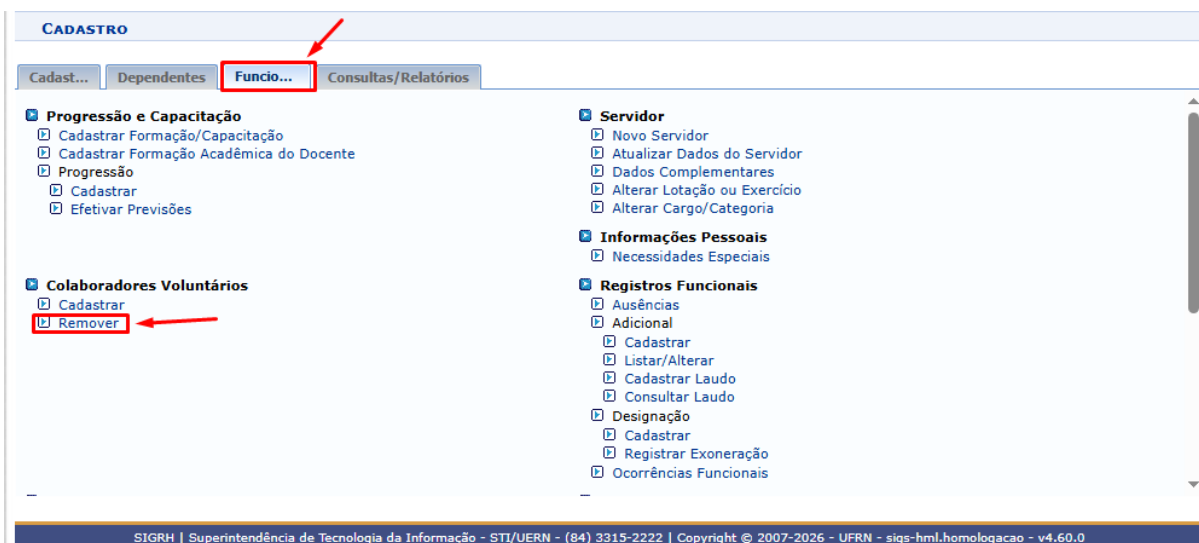 CADASTRO
Cadast...
Dependentes
Funcio...
Consultas/Relatórios
Progressão e Capacitação
Cadastrar Formação/Capacitação
Cadastrar Formação Acadêmica do Docente
Progressão
Cadastrar
Efetivar Previsões
Servidor
Novo Servidor
Atualizar Dados do Servidor
Dados Complementares
Alterar Lotação ou Exercício
Alterar Cargo/Categoria
Informações Pessoais
Necessidades Especiais
Colaboradores Voluntários
Cadastrar
Remover
Registros Funcionais
Ausências
Adicional
Cadastrar
Listar/Alterar
Cadastrar Laudo
Consultar Laudo
Designação
Cadastrar
Registrar Exoneração
Ocorrências Funcionais
SIGRH | Superintendência de Tecnologia da Informação - STI/UERN - (84) 3315-2222 | Copyright © 2007-2026 - UFRN - sigs-hml.homologacao - v4.60.0